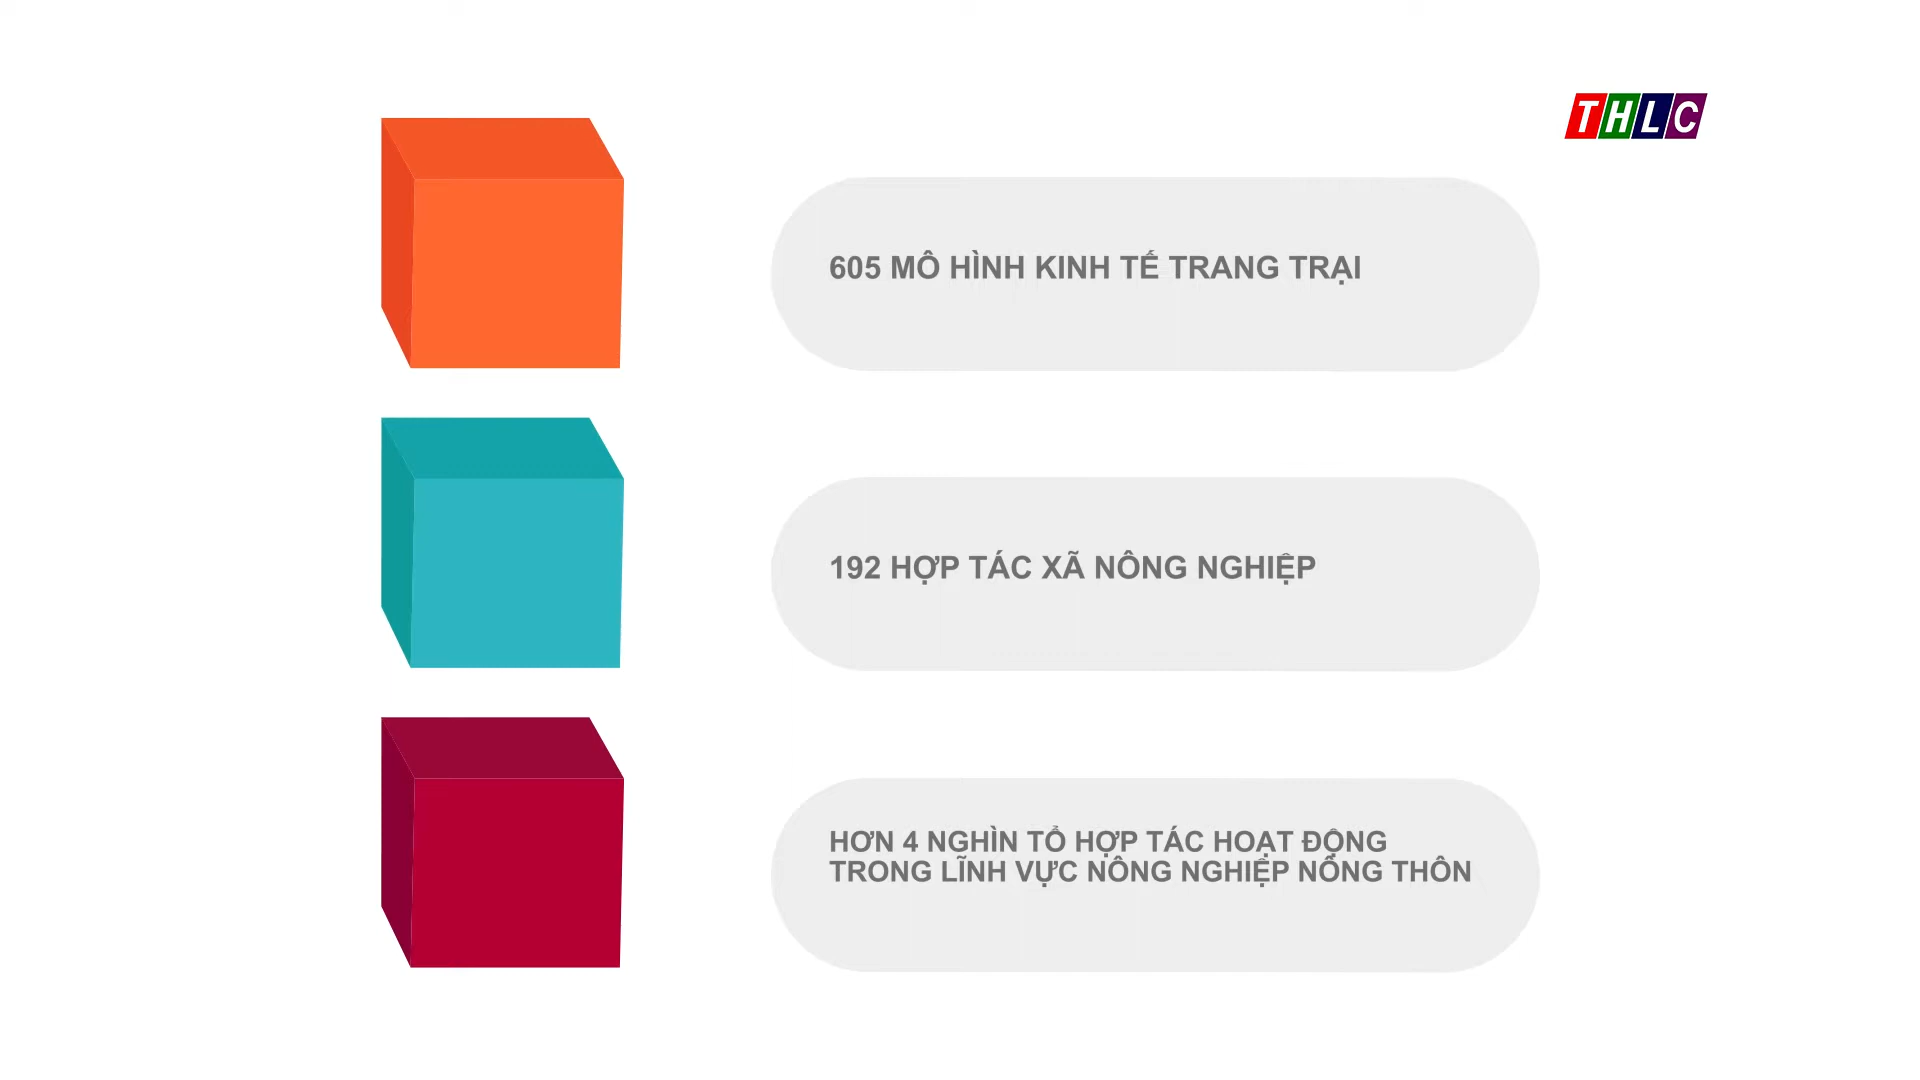 THLC
605 MÔ HÌNH KINH TẾ TRANG TRẠI
192 HỢP TÁC XÃ NÔNG NGHIỆP
HƠN 4 NGHÌN TỔ HỢP TÁC HOẠT ĐỘNG
TRONG LĨNH VỰC NÔNG NGHIỆP NÔNG THÔN